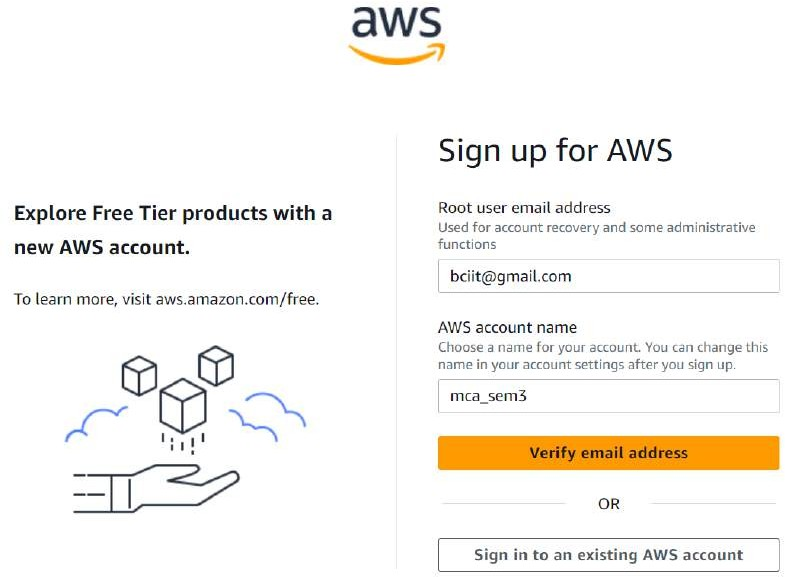 aws
Explore Free Tier products with a
new AWS account.
To learn more, visit aws.amazon.com/free.
Sign up for AWS
Root user email address
Used for account recovery and some administrative
functions
bciit@gmail.com
AWS account name
Choose a name for your account. You can change this
name in your account settings after you sign up.
mca_sem3
Verify email address
OR
Sign in to an existing AWS account